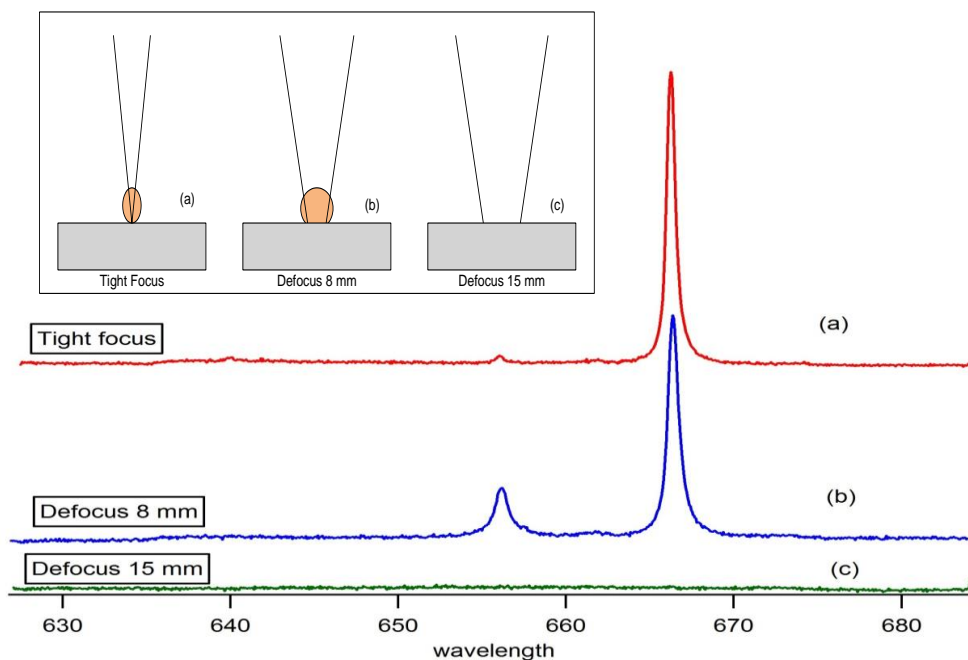 (a)
(b)
(c)
Tight Focus
Defocus 8 mm
Defocus 15 mm
Tight focus
(a)
Defocus 8 mm
(b)
Defocus 15 mm
(c)
630
640
650
660
670
680
wavelength